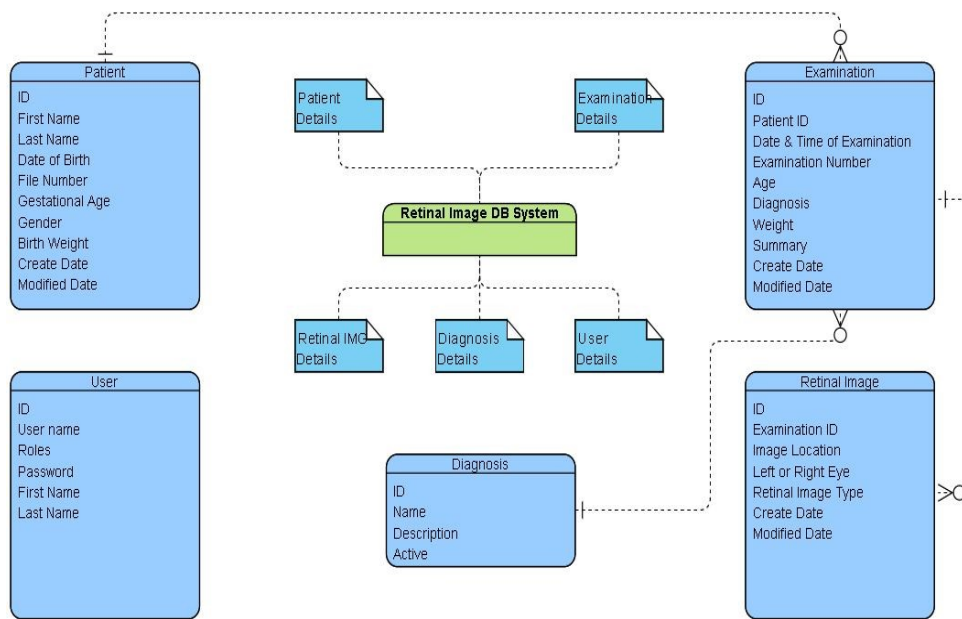 Patient
ID
First Name
Last Name
Date of Birth
File Number
Gestational Age
Gender
Birth Weight
Create Date
Modified Date
Patient
Details
Examination
Details
Retinal Image DB System
Retinal IMG
Details
Diagnosis
Details
User
Details
Examination
ID
Patient ID
Date & Time of Examination
Examination Number
Age
Diagnosis
Weight
Summary
Create Date
Modified Date
User
ID
User name
Roles
Password
First Name
Last Name
Diagnosis
ID
Name
Description
Active
Retinal Image
ID
Examination ID
Image Location
Left or Right Eye
Retinal Image Type
Create Date
Modified Date